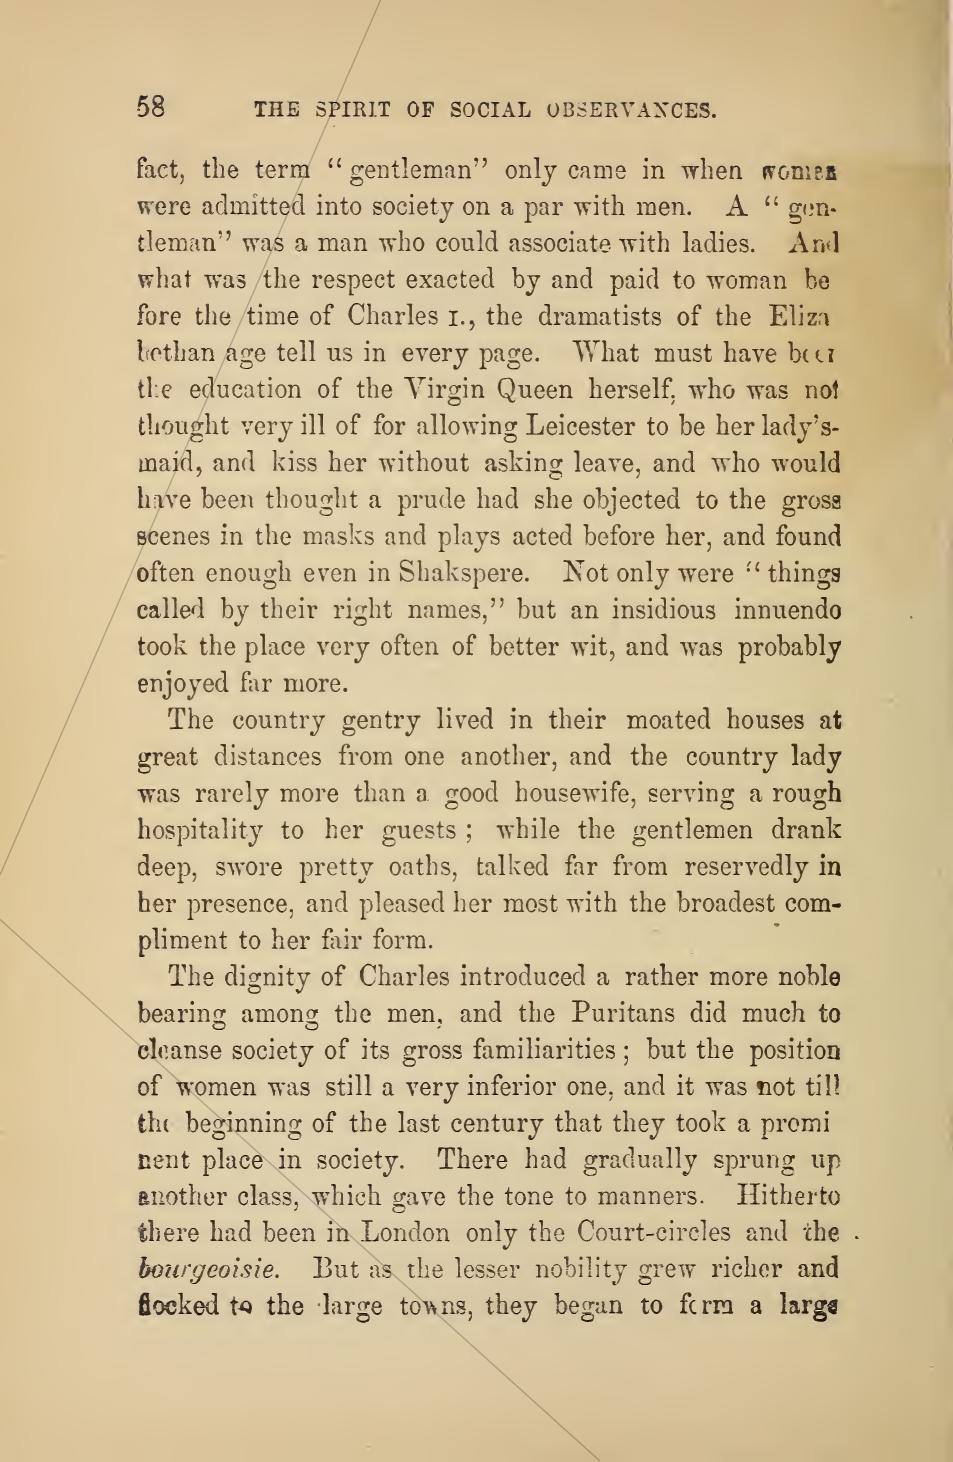 58 THE SPIRIT OF SOCIAL OBSERVANCES.
fact, the term “ gentleman” only came in when women
were admitted into society on a par with men. A “ gen-
tleman” was a man who could associate with ladies. And
what was the respect exacted by and paid to woman be
fore the time of Charles I., the dramatists of the Eliza
bethan age tell us in every page. What must have been
the education of the Virgin Queen herself, who was not
thought very ill of for allowing Leicester to be her lady’s-
maid, and kiss her without asking leave, and who would
have been thought a prude had she objected to the gross
scenes in the masks and plays acted before her, and found
often enough even in Shakspere. Not only were “ things
called by their right names,” but an insidious innuendo
took the place very often of better wit, and was probably
enjoyed far more.
The country gentry lived in their moated houses at
great distances from one another, and the country lady
was rarely more than a good housewife, serving a rough
hospitality to her guests ; while the gentlemen drank
deep, swore pretty oaths, talked far from reservedly in
her presence, and pleased her most with the broadest com-
pliment to her fair form.
The dignity of Charles introduced a rather more noble
bearing among the men, and the Puritans did much to
cleanse society of its gross familiarities ; but the position
of women was still a very inferior one, and it was not till
the beginning of the last century that they took a promi
nent place in society. There had gradually sprung up
another class, which gave the tone to manners. Hitherto
there had been in London only the Court-circles and the
bourgeoisie. But as the lesser nobility grew richer and
flocked to the large towns, they began to form a large